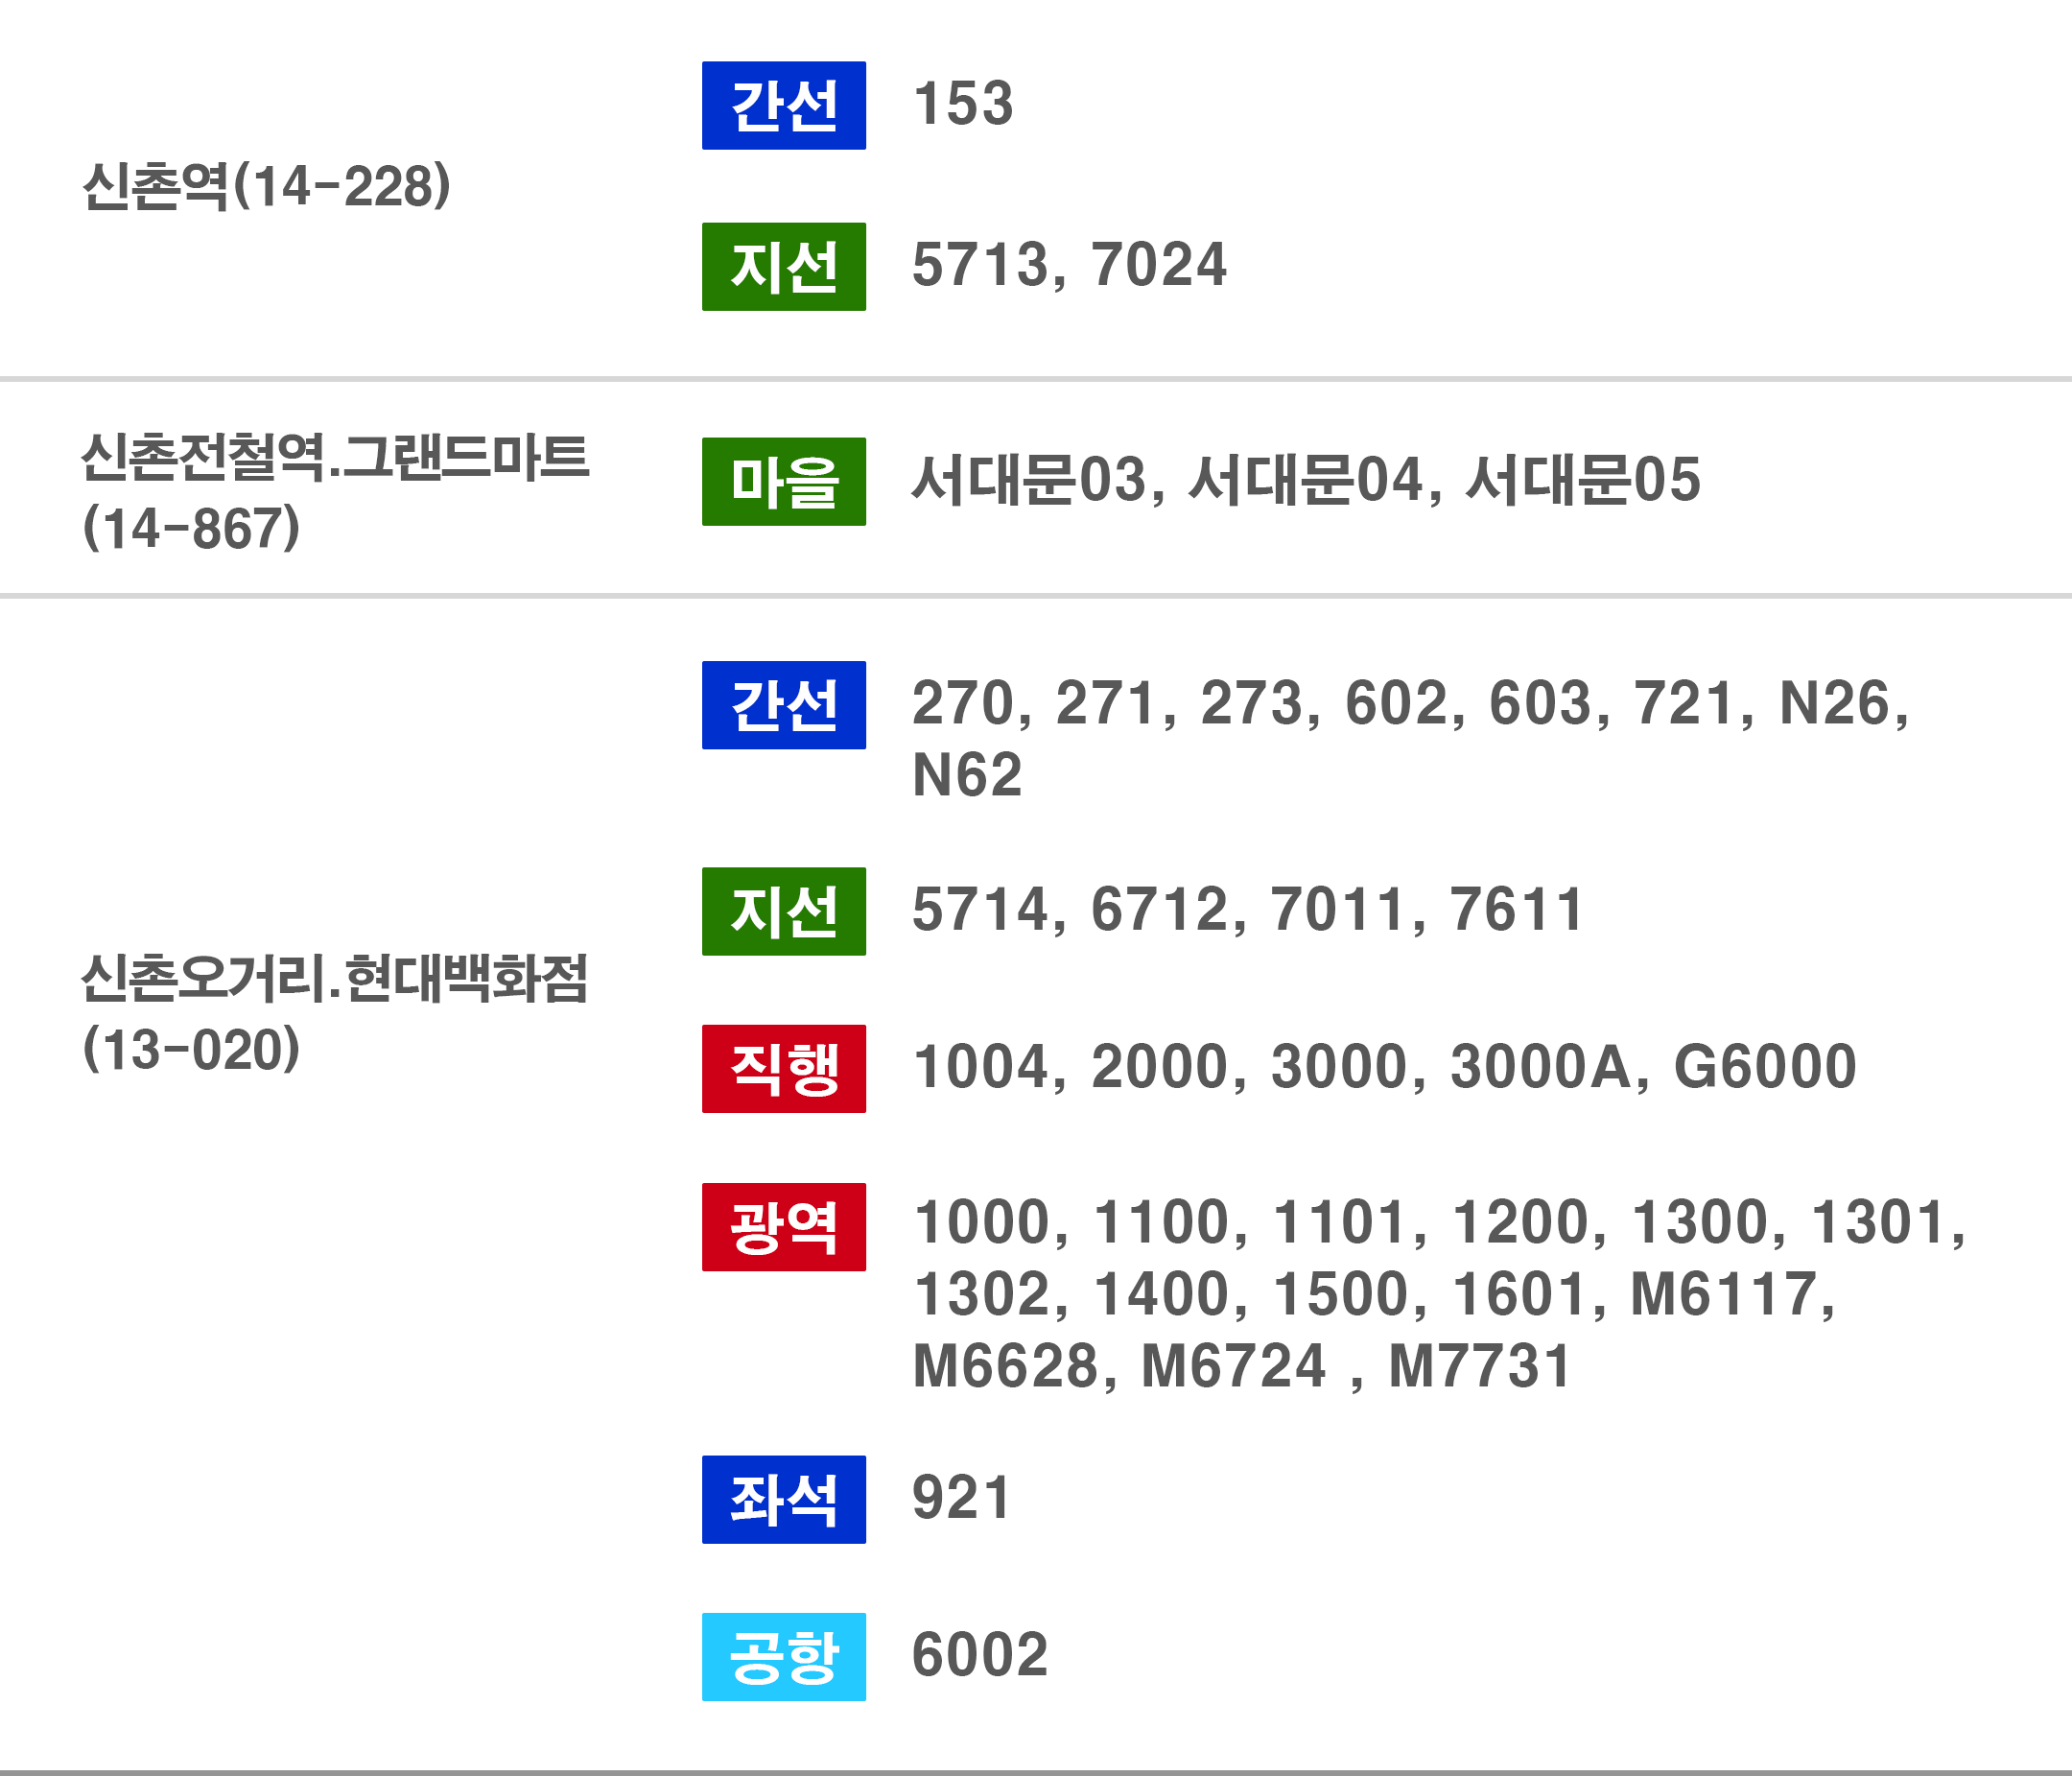 신촌역(14-228)
간선 153
지선 5713, 7024
신촌전철역.그랜드마트
(14-867)
마을 서대문03, 서대문04, 서대문05
신촌오거리.현대백화점
(13-020)
간선 270, 271, 273, 602, 603, 721, N26,
N62
지선 5714, 6712, 7011, 7611
직행 1004, 2000, 3000, 3000A, G6000
광역 1000, 1100, 1101, 1200, 1300, 1301,
1302, 1400, 1500, 1601, M6117,
M6628, M6724 , M7731
좌석 921
공항 6002